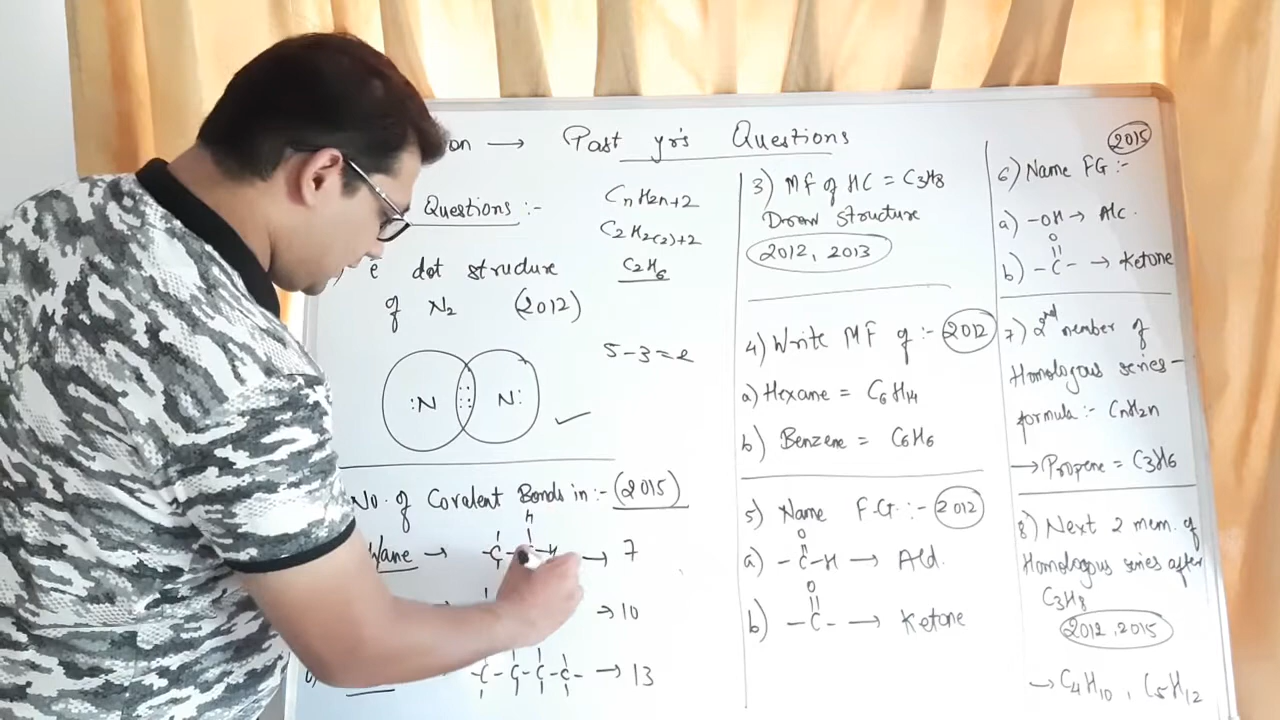 on → Past yr's Questions
Questions :-
CnH2n+2
C2H2(2)+2
C2H6
e dot structure
of N2 (2012)
5-3=2
:N :: :: N:
No. of Covalent Bonds in:- (2015)
-C- -H → 7
→ 10
-C-C-C-C- → 13
3) MF of HC = C3H8
Draw structure
2012, 2013
4) Write MF of :- 2012
a) Hexane = C6H14
b) Benzene = C6H6
5) Name F.G. :- 2012
O
a) -C-H → Ald.
O
b) -C- → Ketone
2015
6) Name FG :-
a) -OH → Alc.
O
b) -C- → Ketone
7) 2nd member of
Homologous series -
formula :- CnH2n
→ Propene = C3H6
8) Next 2 mem. of
Homologous series after
C3H8
2012, 2015
→ C4H10, C5H12